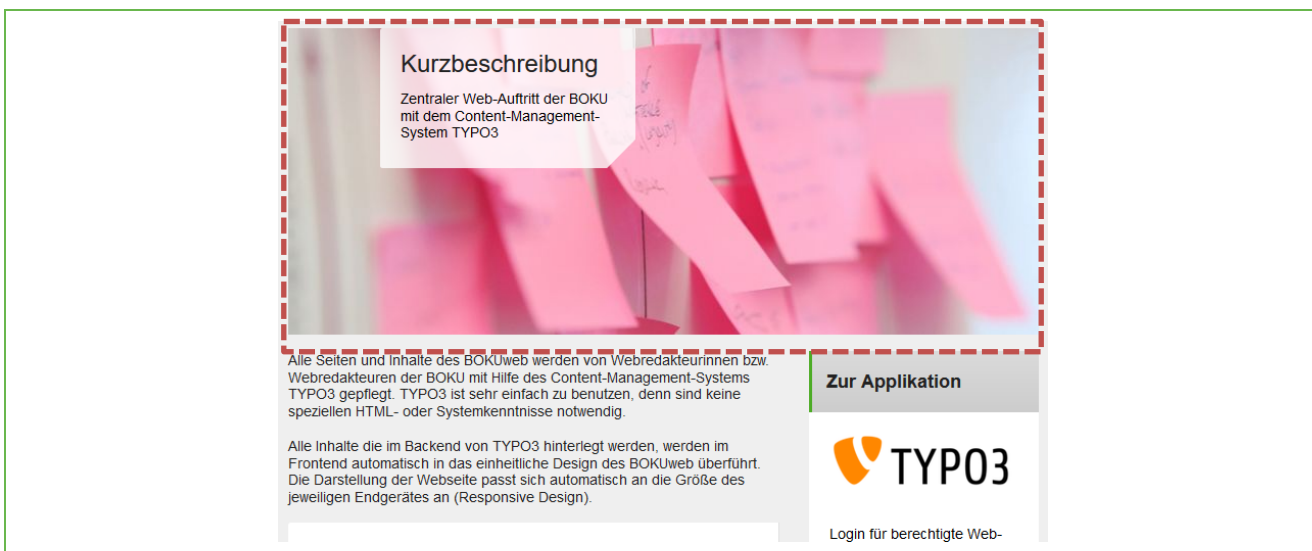 Kurzbeschreibung
Zentraler Web-Auftritt der BOKU
mit dem Content-Management-
System TYPO3
Alle Seiten und Inhalte des BOKUweb werden von Webredakteurinnen bzw.
Webredakteuren der BOKU mit Hilfe des Content-Management-Systems
TYPO3 gepflegt. TYPO3 ist sehr einfach zu benutzen, denn sind keine
speziellen HTML- oder Systemkenntnisse notwendig.
Alle Inhalte die im Backend von TYPO3 hinterlegt werden, werden im
Frontend automatisch in das einheitliche Design des BOKUweb überführt.
Die Darstellung der Webseite passt sich automatisch an die Größe des
jeweiligen Endgerätes an (Responsive Design).
Zur Applikation
TYPO3
Login für berechtigte Web-